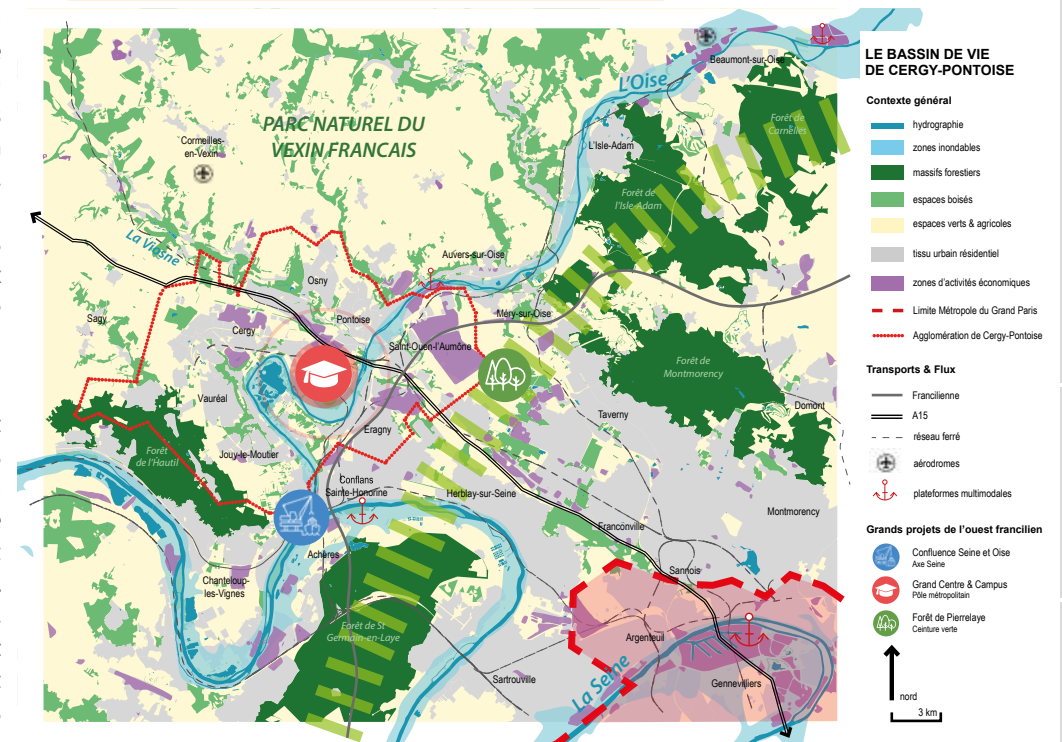 LE BASSIN DE VIE
DE CERGY-PONTOISE
Contexte général
hydrographie
zones inondables
massifs forestiers
espaces boisés
espaces verts & agricoles
tissu urbain résidentiel
zones d'activités économiques
Limite Métropole du Grand Paris
Agglomération de Cergy-Pontoise
Transports & Flux
Francilienne
A15
réseau ferré
aérodromes
plateformes multimodales
Grands projets de l'ouest francilien
Confluence Seine et Oise
Axe Seine
Grand Centre & Campus
Pôle métropolitain
Forêt de Pierrelaye
Ceinture verte
nord
3 km
Beaumont-sur-Oise
L'Oise
Forêt de
Carnelles
PARC NATUREL DU
VEXIN FRANCAIS
Cormeilles-
en-Vexin
L'Isle-Adam
Forêt de
l'Isle-Adam
La Viosne
Auvers-sur-Oise
Osny
Sagy
Cergy
Pontoise
Méry-sur-Oise
Saint-Ouen-l'Aumône
Forêt de
Montmorency
Vauréal
Taverny
Domont
Eragny
Forêt
de l'Hautil
Jouy-le-Moutier
Conflans
Sainte-Honorine
Herblay-sur-Seine
Montmorency
Franconville
Achères
Sannois
Chanteloup-
les-Vignes
Forêt de St
Germain-en-Laye
Argenteuil
La Seine
Sartrouville
Gennevilliers